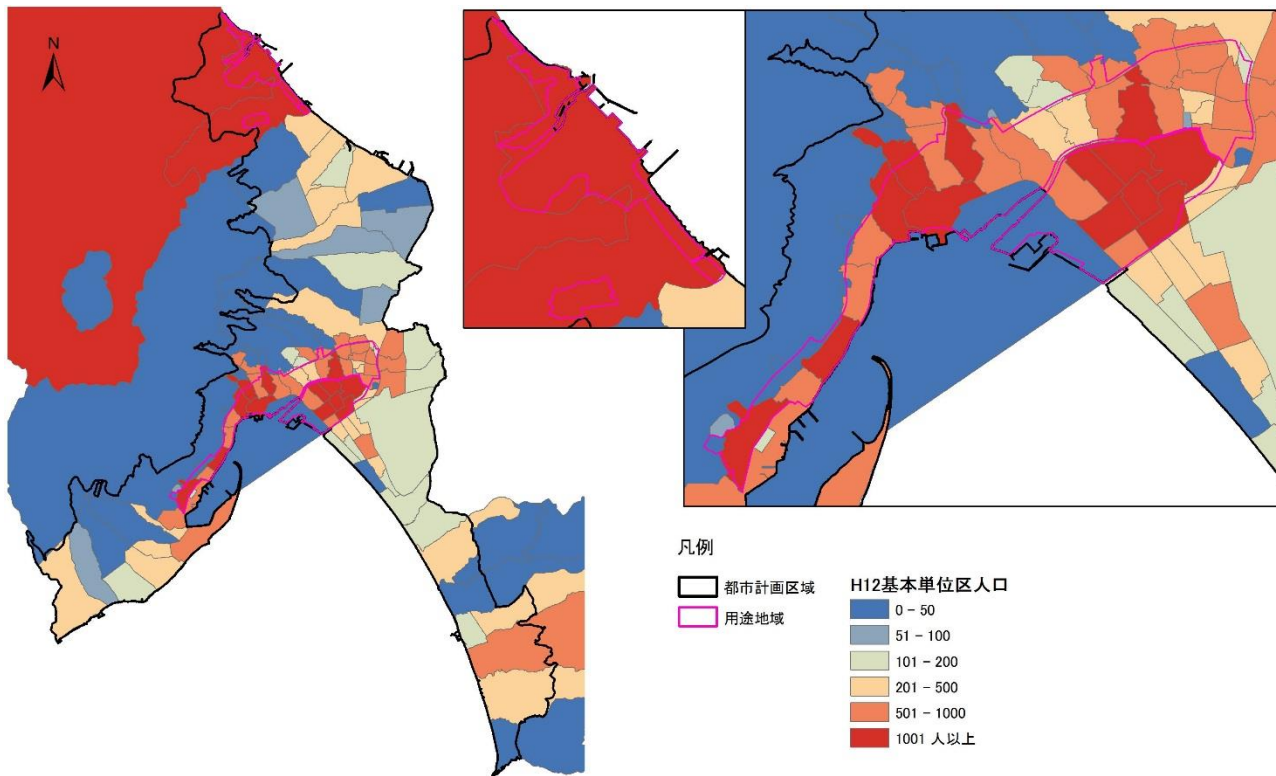 N
凡例
都市計画区域
用途地域
H12基本単位区人口
0 - 50
51 - 100
101 - 200
201 - 500
501 - 1000
1001 人以上